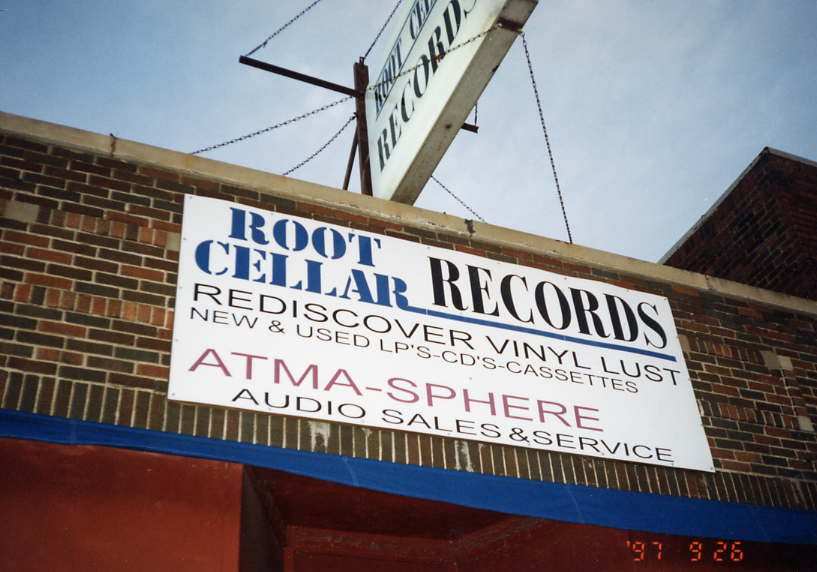 ROOT CEL
RECORDS
ROOT
CELLAR RECORDS
REDISCOVER VINYL LUST
NEW & USED LP'S-CD'S-CASSETTES
ATMA-SPHERE
AUDIO SALES & SERVICE
'97 9 26